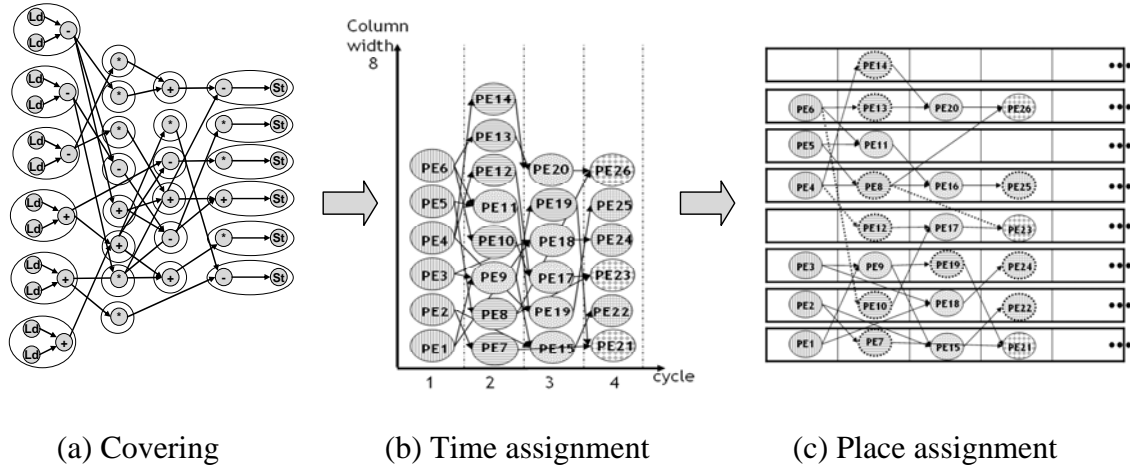 Ld
-
Ld
*
Ld
- * + - St
Ld
* * * St
Ld
-
Ld
- - * St
Ld
+ + + + St
Ld
+ - * St
Ld
+ * + - St
Ld
*
Ld
+
Ld
Column
width
8
PE14
PE13
PE6 PE12 PE20 PE26
PE5 PE11 PE19 PE25
PE4 PE10 PE18 PE24
PE3 PE9 PE17 PE23
PE2 PE8 PE19 PE22
PE1 PE7 PE15 PE21
1 2 3 4 cycle
PE14 •••
PE6 PE13 PE20 PE26 •••
PE5 PE11 •••
PE4 PE8 PE16 PE25 •••
PE12 PE17 PE23 •••
PE3 PE9 PE19 PE24 •••
PE2 PE10 PE18 PE22 •••
PE1 PE7 PE15 PE21 •••
(a) Covering (b) Time assignment (c) Place assignment